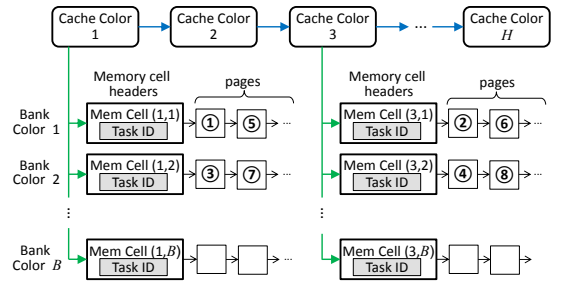 Cache Color 1
Cache Color 2
Cache Color 3
...
Cache Color H
Memory cell headers
pages
Memory cell headers
pages
Bank Color 1
Mem Cell (1,1)
Task ID
① ⑤ ...
Mem Cell (3,1)
Task ID
② ⑥ ...
Bank Color 2
Mem Cell (1,2)
Task ID
③ ⑦ ...
Mem Cell (3,2)
Task ID
④ ⑧ ...
Bank Color B
Mem Cell (1,B)
Task ID
...
Mem Cell (3,B)
Task ID